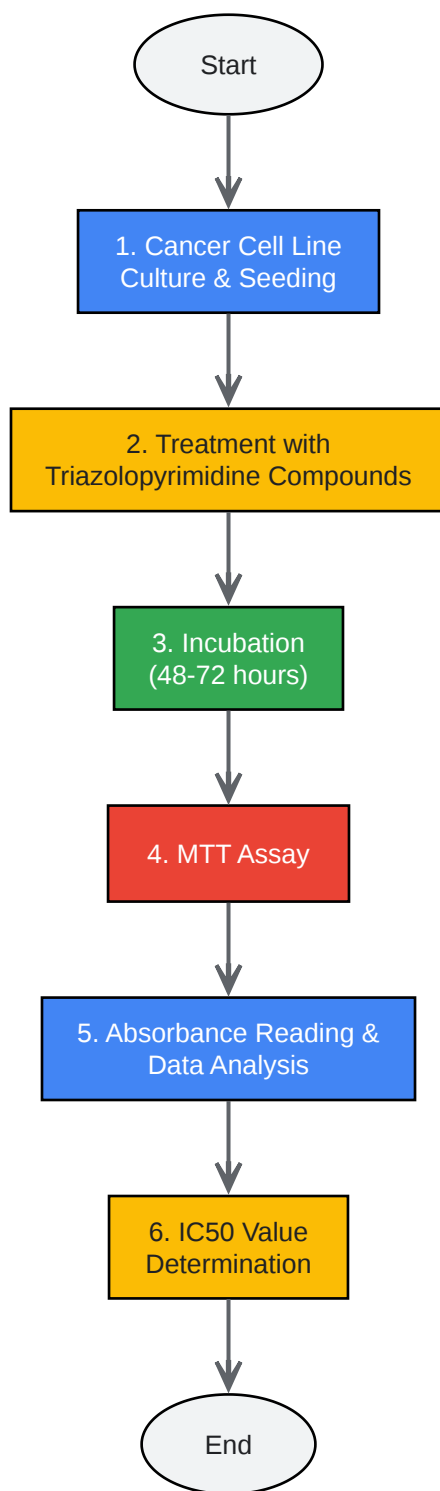 Start
1. Cancer Cell Line
Culture & Seeding
2. Treatment with
Triazolopyrimidine Compounds
3. Incubation
(48-72 hours)
4. MTT Assay
5. Absorbance Reading &
Data Analysis
6. IC50 Value
Determination
End